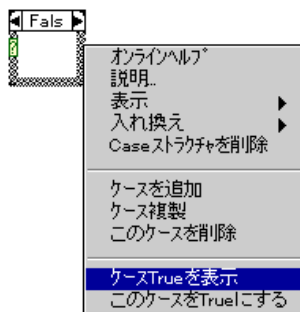 Fals
?
オンラインヘルプ
説明...
表示
入れ換え
Caseストラクチャを削除
ケースを追加
ケース複製
このケースを削除
ケースTrueを表示
このケースをTrueにする